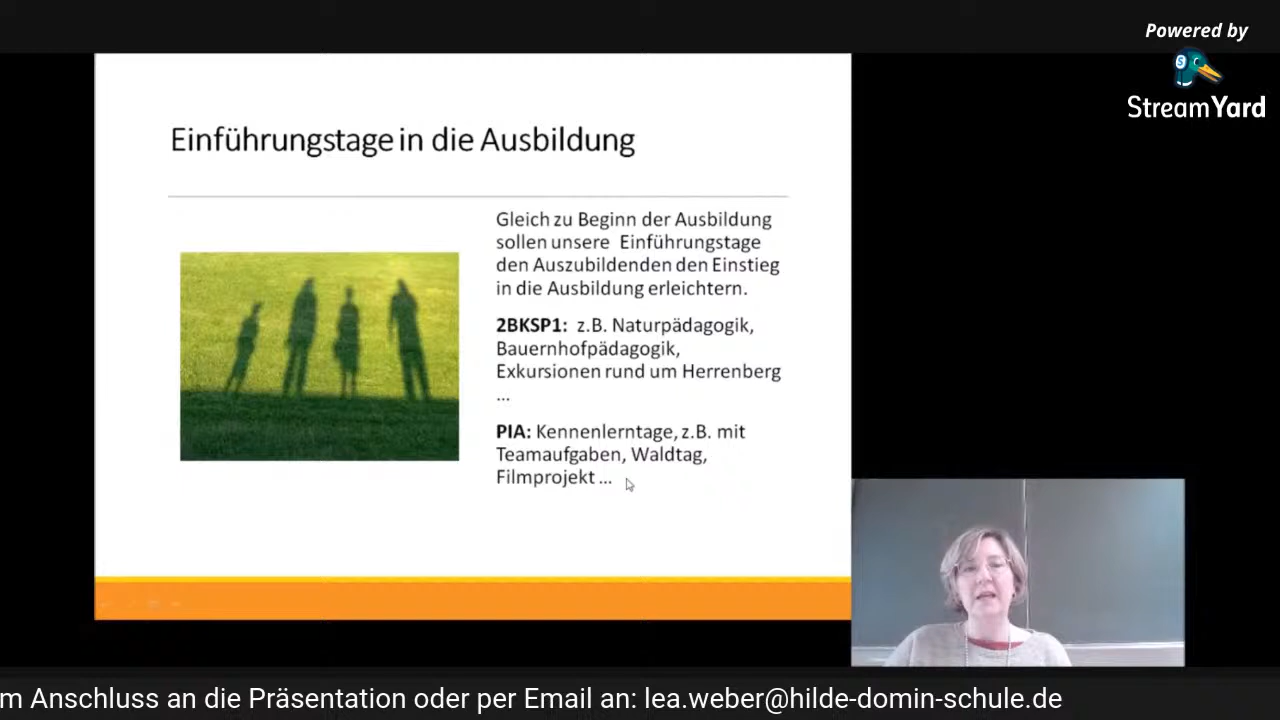 Powered by
StreamYard
Einführungstage in die Ausbildung
Gleich zu Beginn der Ausbildung
sollen unsere Einführungstage
den Auszubildenden den Einstieg
in die Ausbildung erleichtern.
2BKSP1: z.B. Naturpädagogik,
Bauernhofpädagogik,
Exkursionen rund um Herrenberg
...
PIA: Kennenlerntage, z.B. mit
Teamaufgaben, Waldtag,
Filmprojekt ...
m Anschluss an die Präsentation oder per Email an: lea.weber@hilde-domin-schule.de